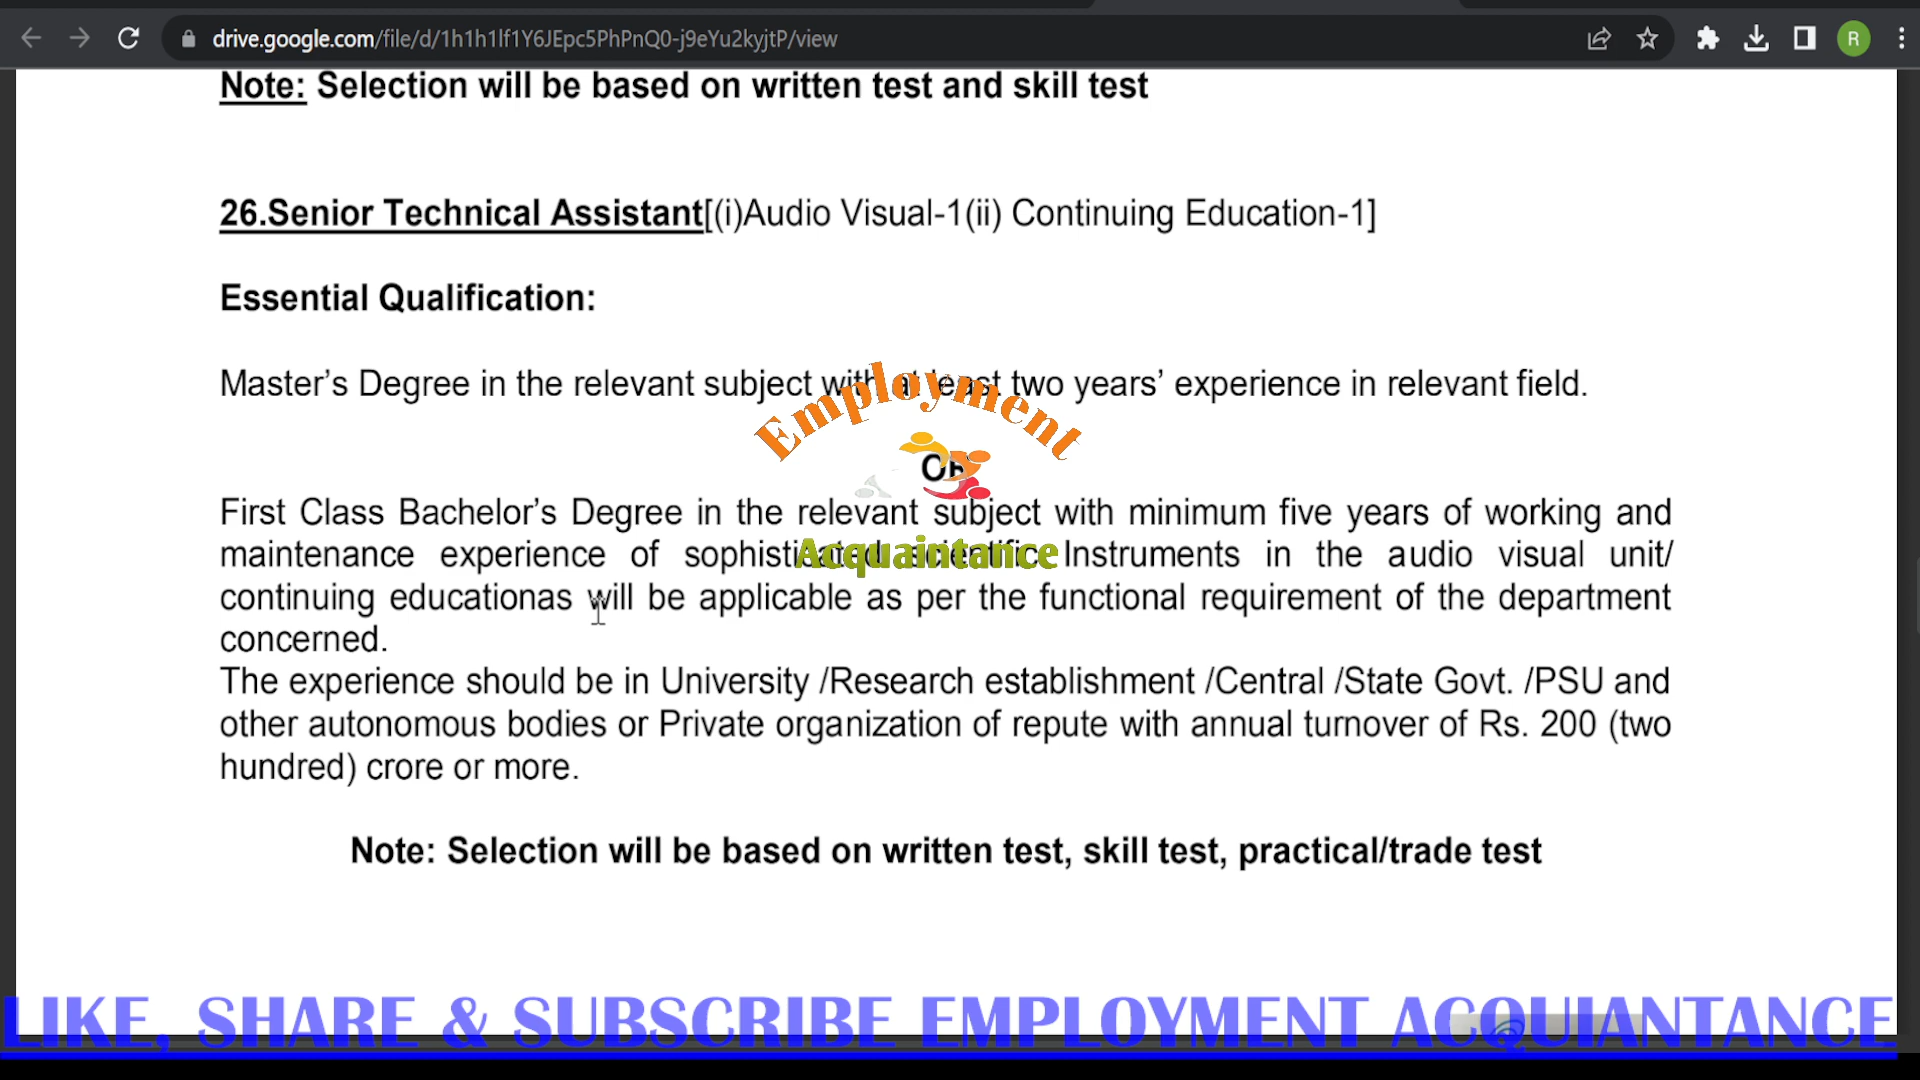 drive.google.com/file/d/1h1h1lf1Y6JEpc5PhPnQ0-j9eYu2kyjtP/view
R
Note: Selection will be based on written test and skill test
26.Senior Technical Assistant[(i)Audio Visual-1(ii) Continuing Education-1]
Essential Qualification:
Master's Degree in the relevant subject with at least two years' experience in relevant field.
Employment
OR
First Class Bachelor's Degree in the relevant subject with minimum five years of working and
maintenance experience of sophisticated scientific Instruments in the audio visual unit/
Acquaintance
continuing educationas will be applicable as per the functional requirement of the department
concerned.
The experience should be in University /Research establishment /Central /State Govt. /PSU and
other autonomous bodies or Private organization of repute with annual turnover of Rs. 200 (two
hundred) crore or more.
Note: Selection will be based on written test, skill test, practical/trade test
LIKE, SHARE & SUBSCRIBE EMPLOYMENT ACQUIANTANCE